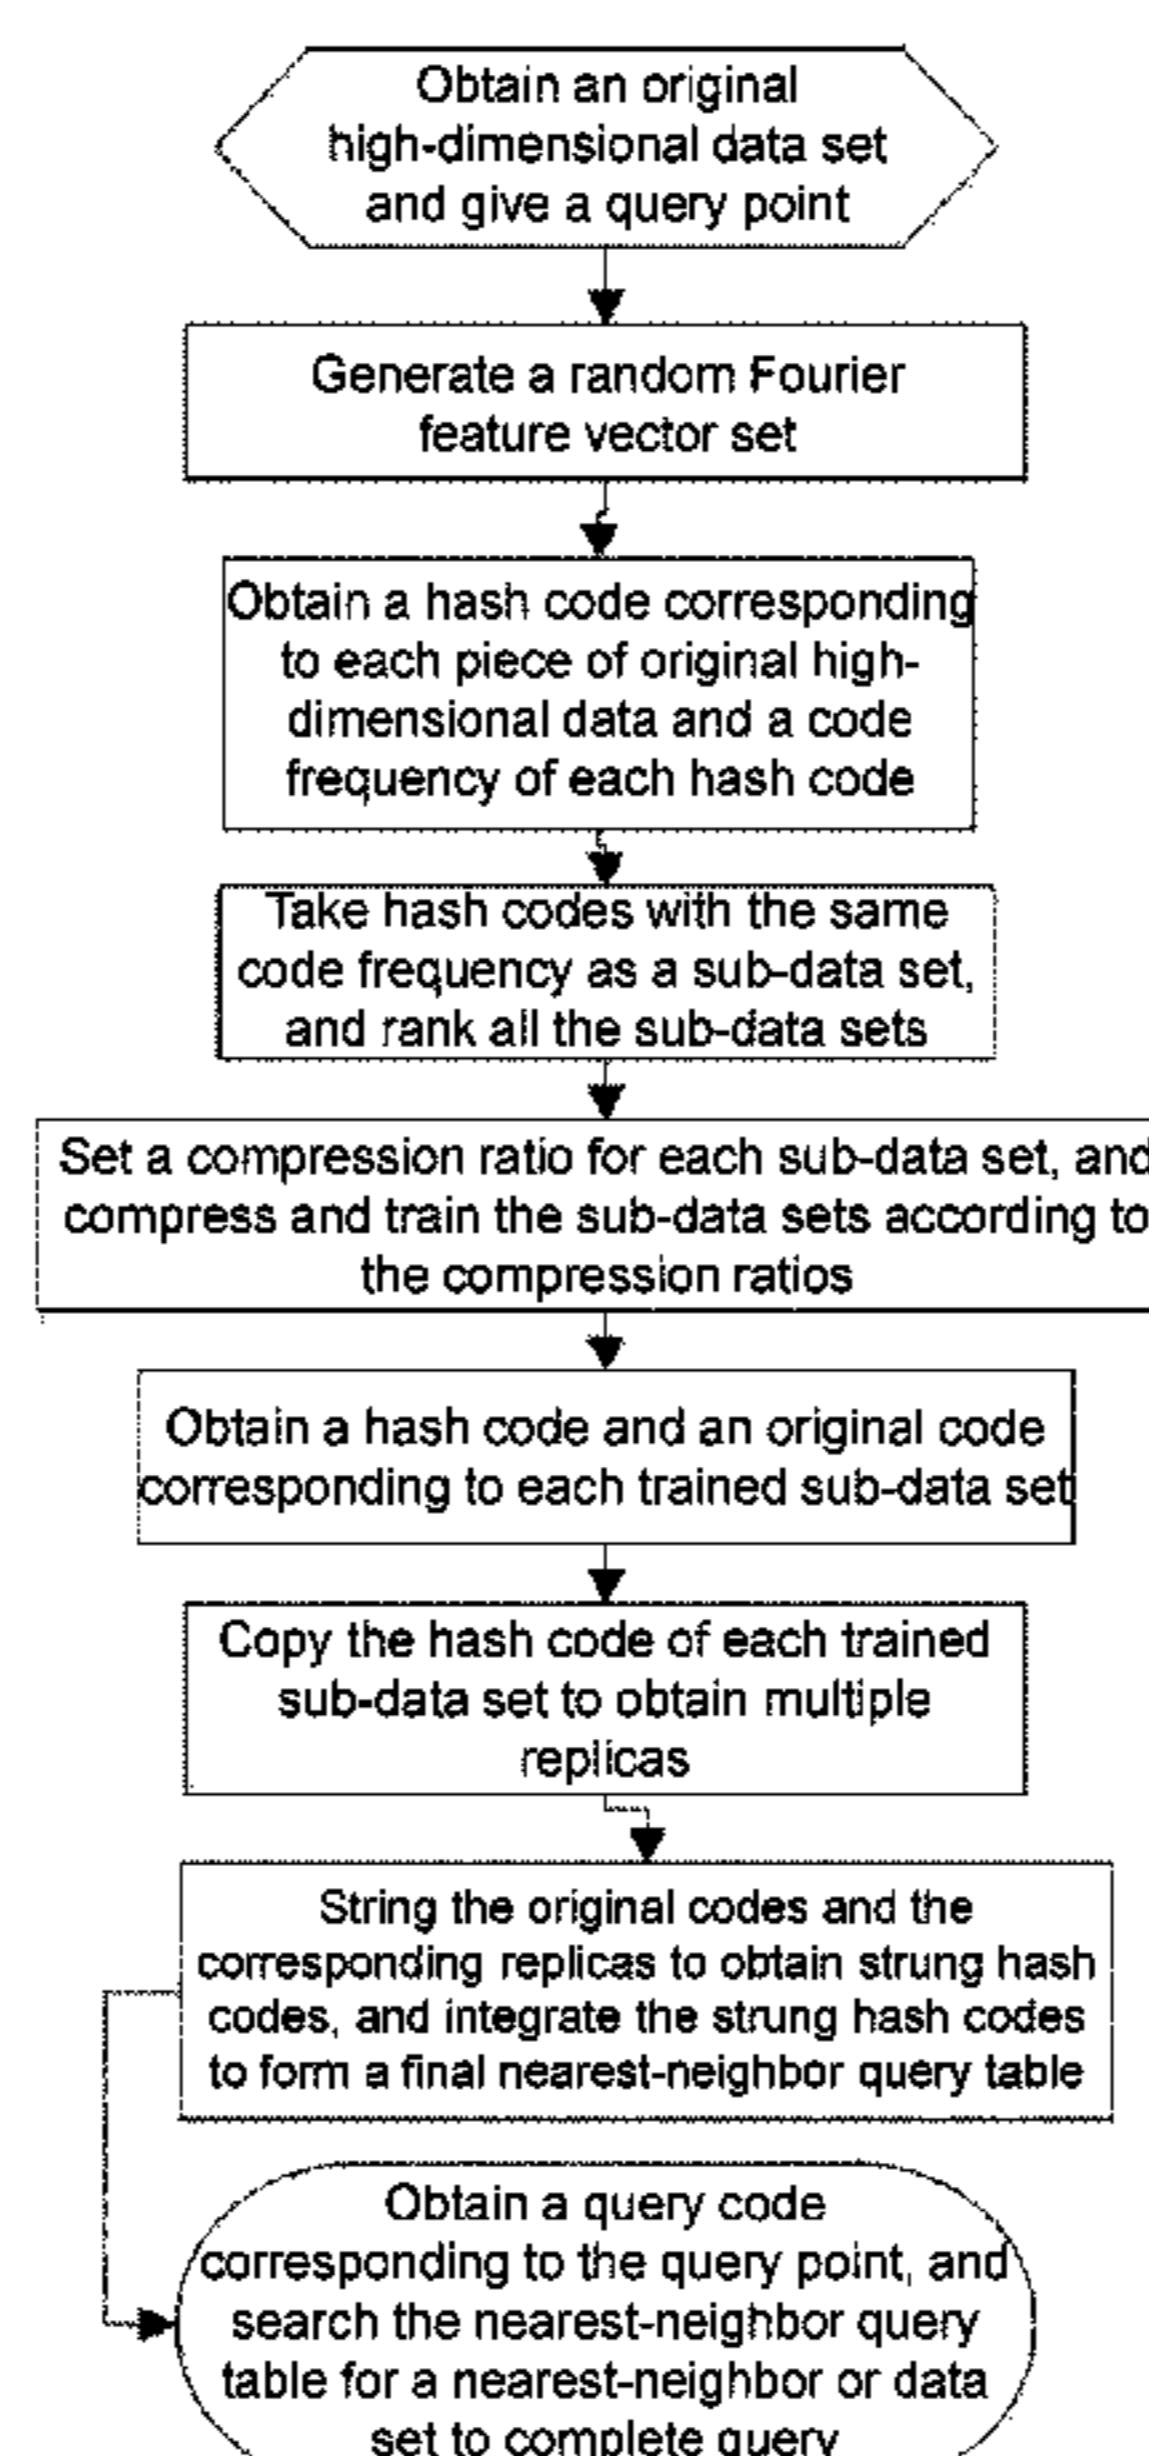 Obtain an original
high-dimensional data set
and give a query point
Generate a random Fourier
feature vector set
Obtain a hash code corresponding
to each piece of original high-
dimensional data and a code
frequency of each hash code
Take hash codes with the same
code frequency as a sub-data set,
and rank all the sub-data sets
Set a compression ratio for each sub-data set, and
compress and train the sub-data sets according to
the compression ratios
Obtain a hash code and an original code
corresponding to each trained sub-data set
Copy the hash code of each trained
sub-data set to obtain multiple
replicas
String the original codes and the
corresponding replicas to obtain strung hash
codes, and integrate the strung hash codes
to form a final nearest-neighbor query table
Obtain a query code
corresponding to the query point, and
search the nearest-neighbor query
table for a nearest-neighbor or data
set to complete query